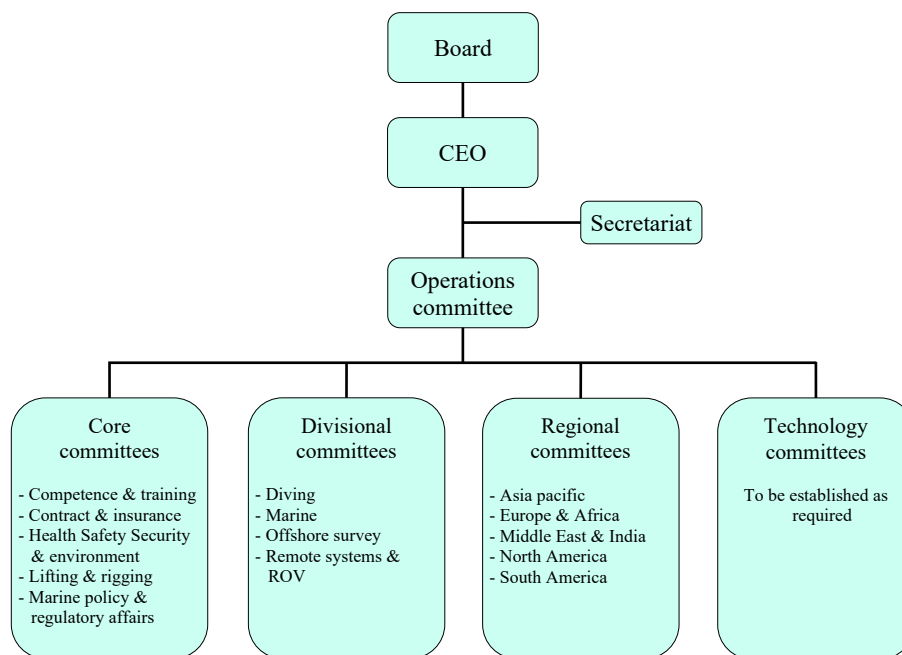 Board
CEO
Secretariat
Operations
committee
Core
committees
- Competence & training
- Contract & insurance
- Health Safety Security
& environment
- Lifting & rigging
- Marine policy &
regulatory affairs
Divisional
committees
- Diving
- Marine
- Offshore survey
- Remote systems &
ROV
Regional
committees
- Asia pacific
- Europe & Africa
- Middle East & India
- North America
- South America
Technology
committees
To be established as
required